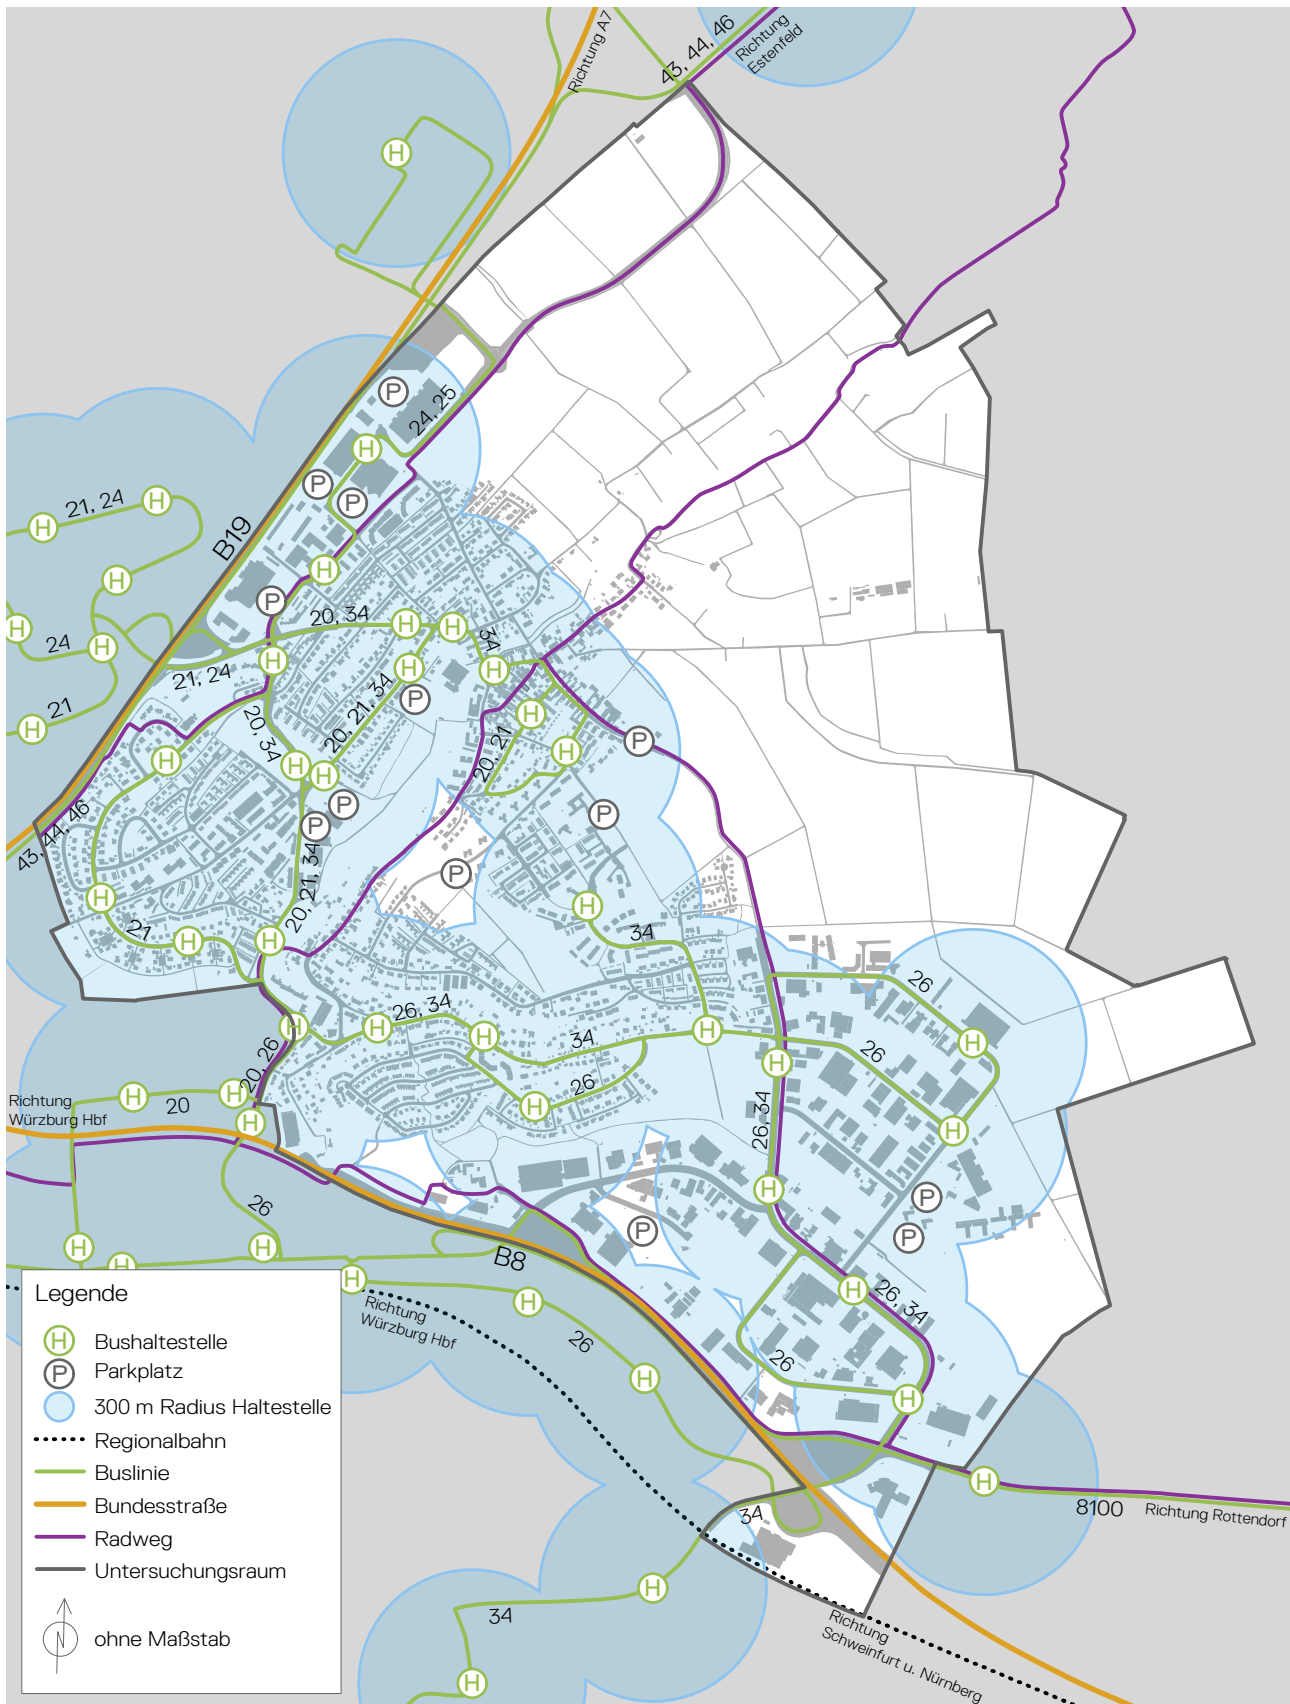 Richtung A7
43, 44, 46
Richtung
Estenfeld
H
P
24, 25
H
P
P
21, 24
H
H
B19
H
H
P
H
20, 34
H
H
34
24
H
H
21, 24
H
H
P
21
H
20, 34
20, 21, 34
H
P
H
H
H
20, 21
H
P
P
P
43, 44, 46
P
20, 21, 34
H
H
21
H
H
34
26
26, 34
H
H
H
34
H
26
H
H
20, 26
26
H
H
Richtung
Würzburg Hbf
H
20
H
H
H
26, 34
H
P
P
P
26
H
H
H
B8
H
H
26, 34
Richtung
Würzburg Hbf
H
26
H
26
H
H
8100
Richtung Rottendorf
34
H
34
H
Richtung
Schweinfurt u. Nürnberg
Legende
H Bushaltestelle
P Parkplatz
300 m Radius Haltestelle
Regionalbahn
Buslinie
Bundesstraße
Radweg
Untersuchungsraum
N ohne Maßstab